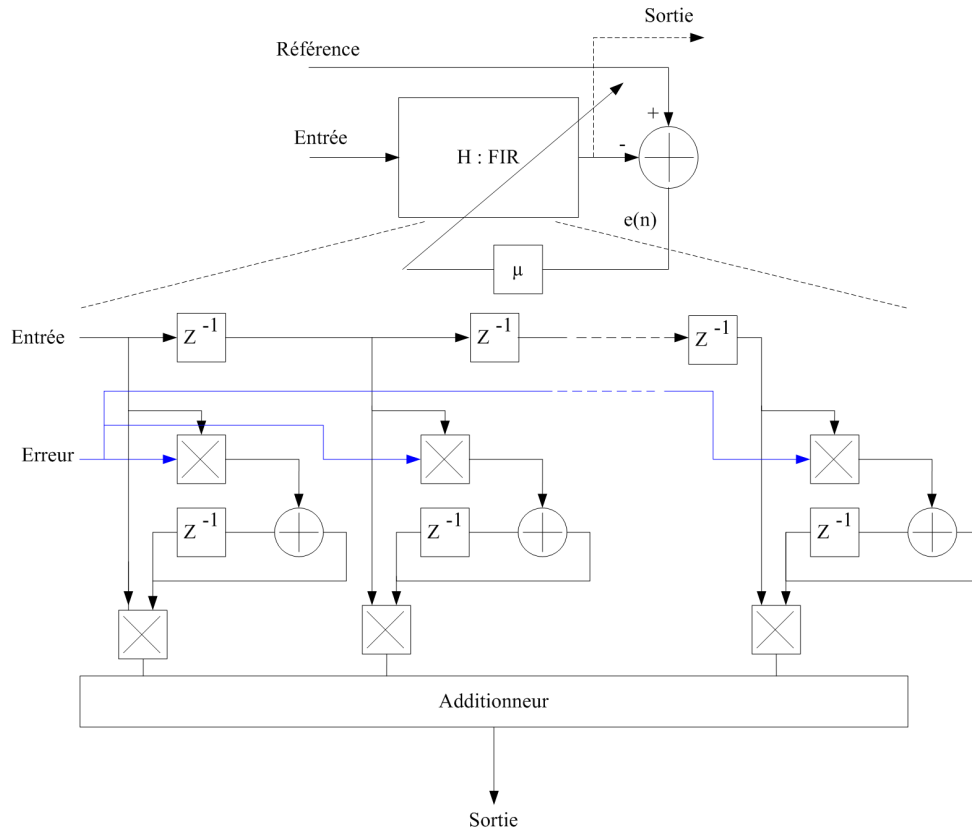 Sortie
Référence
+
Entrée
H : FIR
-
e(n)
µ
Entrée
Z -1
Z -1
Z -1
Erreur
Z -1
Z -1
Z -1
Additionneur
Sortie